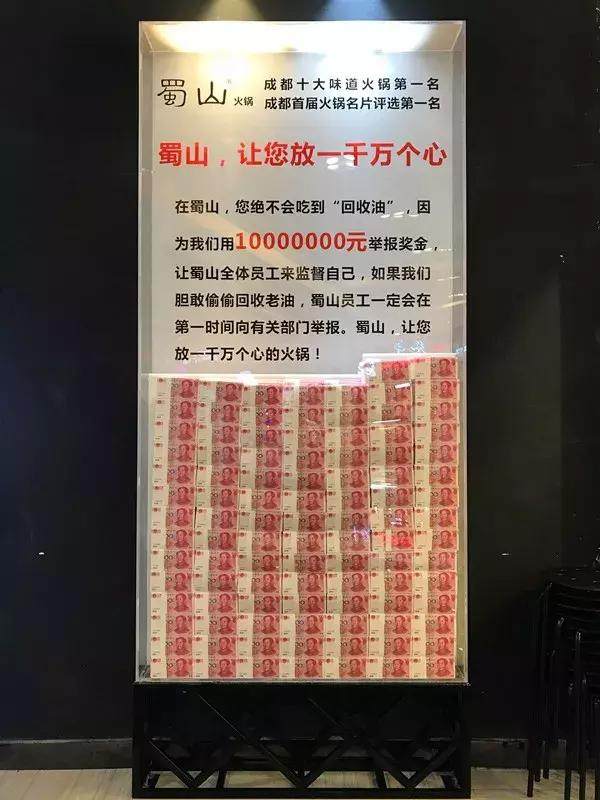 蜀山火锅
成都十大味道火锅第一名
成都首届火锅名片评选第一名
蜀山，让您放一千万个心
在蜀山，您绝不会吃到“回收油”，因
为我们用10000000元举报奖金，
让蜀山全体员工来监督自己，如果我们
胆敢偷偷回收老油，蜀山员工一定会在
第一时间向有关部门举报。蜀山，让您
放一千万个心的火锅！